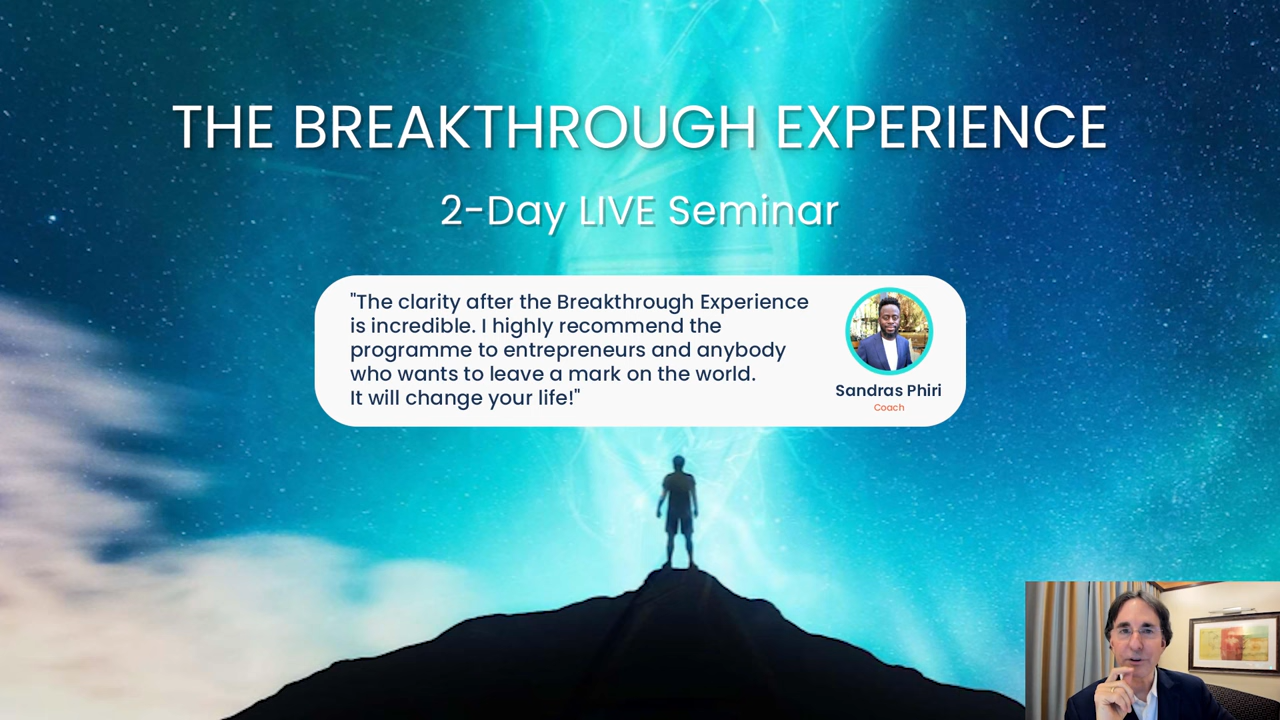 THE BREAKTHROUGH EXPERIENCE
2-Day LIVE Seminar
"The clarity after the Breakthrough Experience
is incredible. I highly recommend the
programme to entrepreneurs and anybody
who wants to leave a mark on the world.
It will change your life!"
Sandras Phiri
Coach